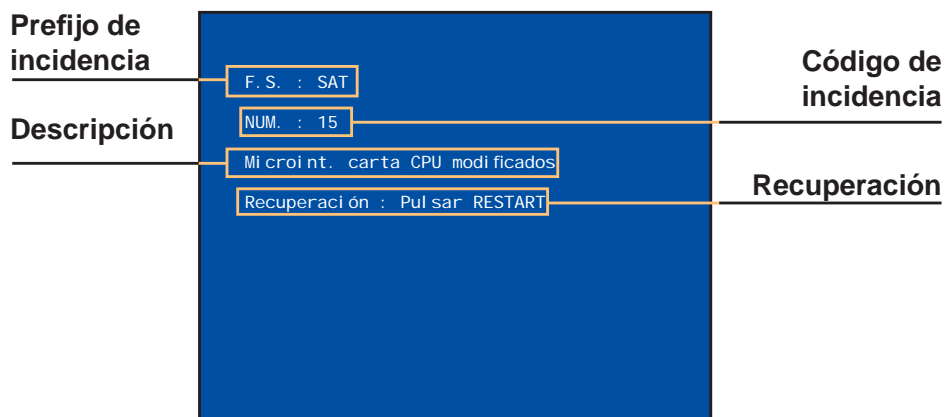 Prefijo de
incidencia
Descripción
F.S. : SAT
NUM. : 15
Microint. carta CPU modificados
Recuperación : Pulsar RESTART
Código de
incidencia
Recuperación